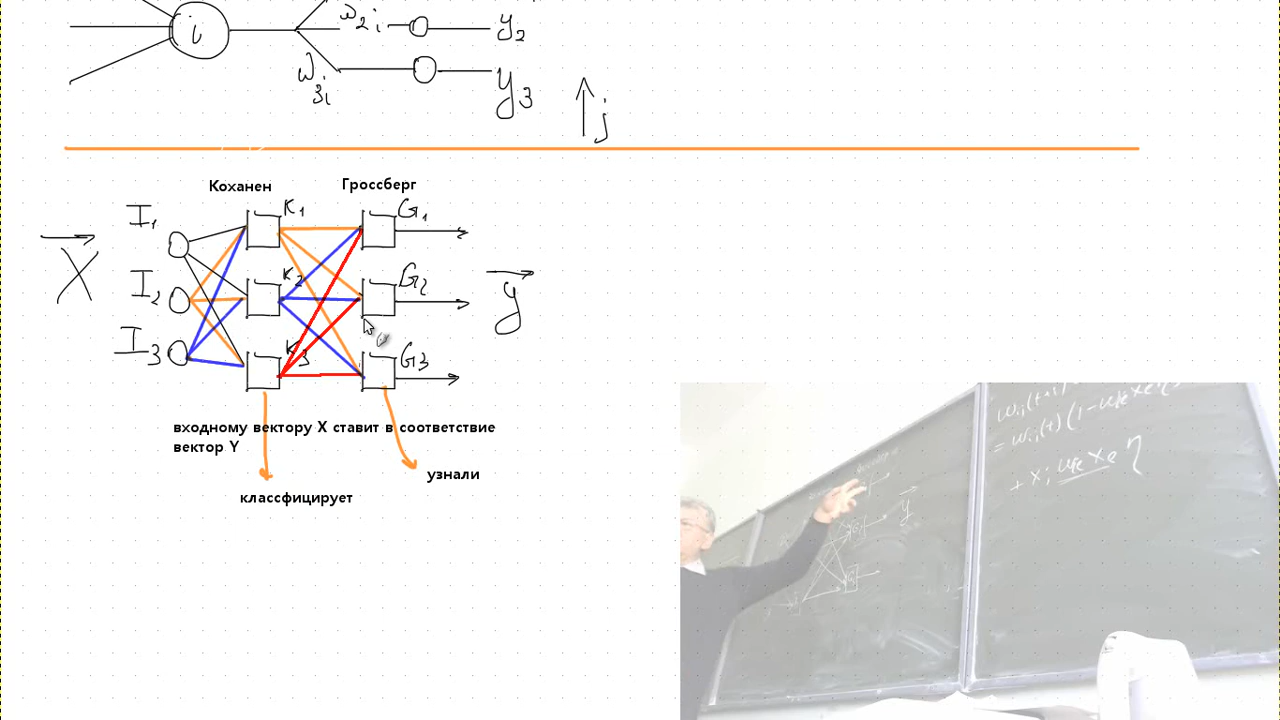 i
ω2i
y2
ω3i
y3
j
Коханен
Гроссберг
I1
K1
G1
X
I2
K2
G2
y
I3
K3
G3
входному вектору X ставит в соответствие
вектор Y
узнали
классфицирует
y